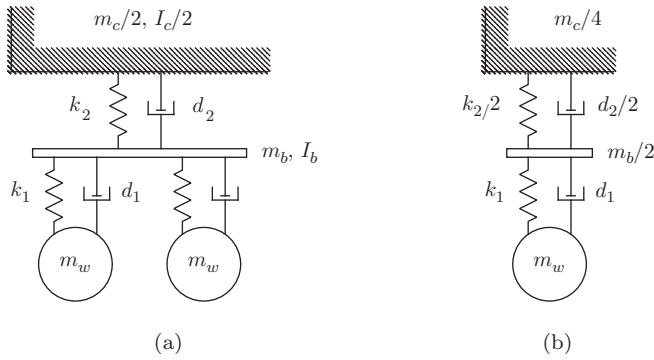 m_c/2, I_c/2
m_c/4
k_2
d_2
k_2/2
d_2/2
m_b, I_b
m_b/2
k_1
d_1
k_1
d_1
m_w
m_w
m_w
(a)
(b)